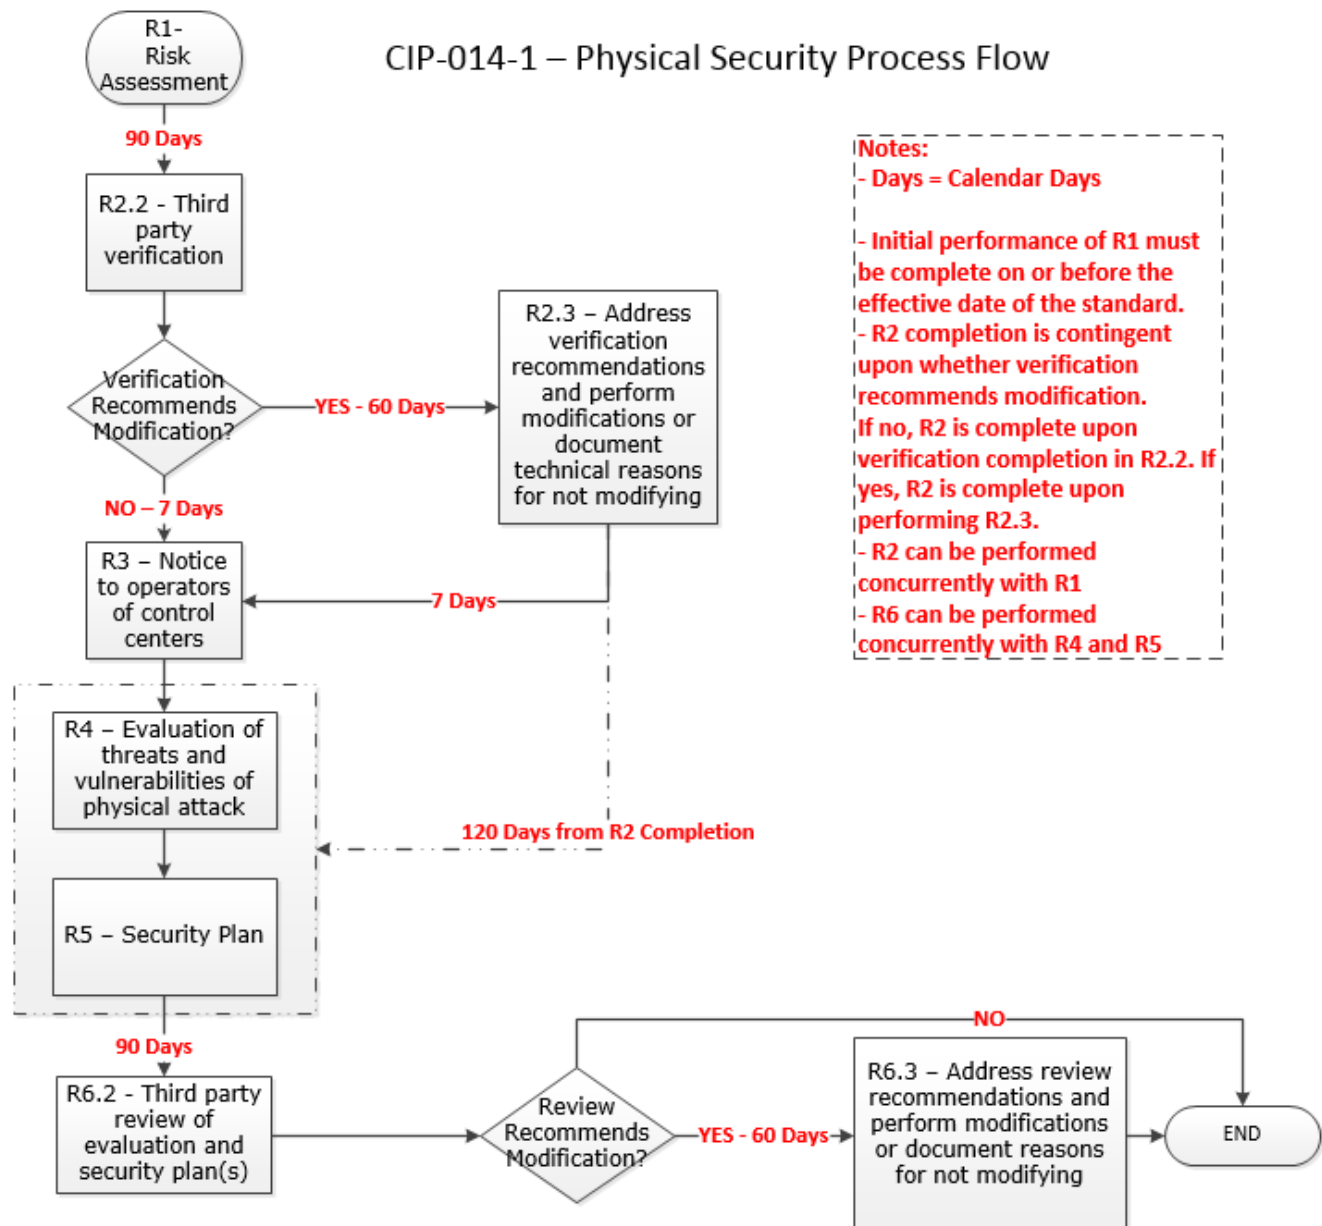 R1-
Risk
Assessment
CIP-014-1 – Physical Security Process Flow
90 Days
Notes:
- Days = Calendar Days
- Initial performance of R1 must
be complete on or before the
effective date of the standard.
- R2 completion is contingent
upon whether verification
recommends modification.
If no, R2 is complete upon
verification completion in R2.2. If
yes, R2 is complete upon
performing R2.3.
- R2 can be performed
concurrently with R1
- R6 can be performed
concurrently with R4 and R5
R2.2 - Third
party
verification
Verification
Recommends
Modification?
YES - 60 Days
R2.3 – Address
verification
recommendations
and perform
modifications or
document
technical reasons
for not modifying
NO – 7 Days
R3 – Notice
to operators
of control
centers
7 Days
R4 – Evaluation of
threats and
vulnerabilities of
physical attack
120 Days from R2 Completion
R5 – Security Plan
90 Days
R6.2 - Third party
review of
evaluation and
security plan(s)
Review
Recommends
Modification?
NO
YES - 60 Days
R6.3 – Address review
recommendations and
perform modifications
or document reasons
for not modifying
END